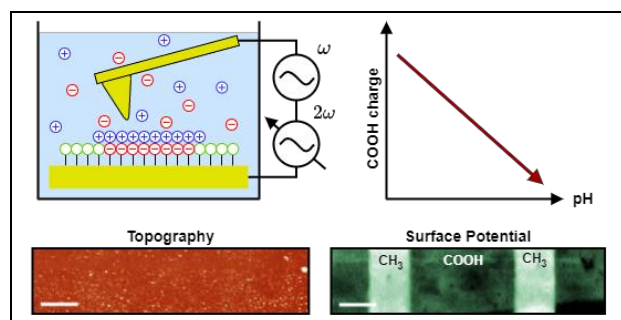 ω
2ω
COOH charge
pH
Topography
Surface Potential
CH₃
COOH
CH₃